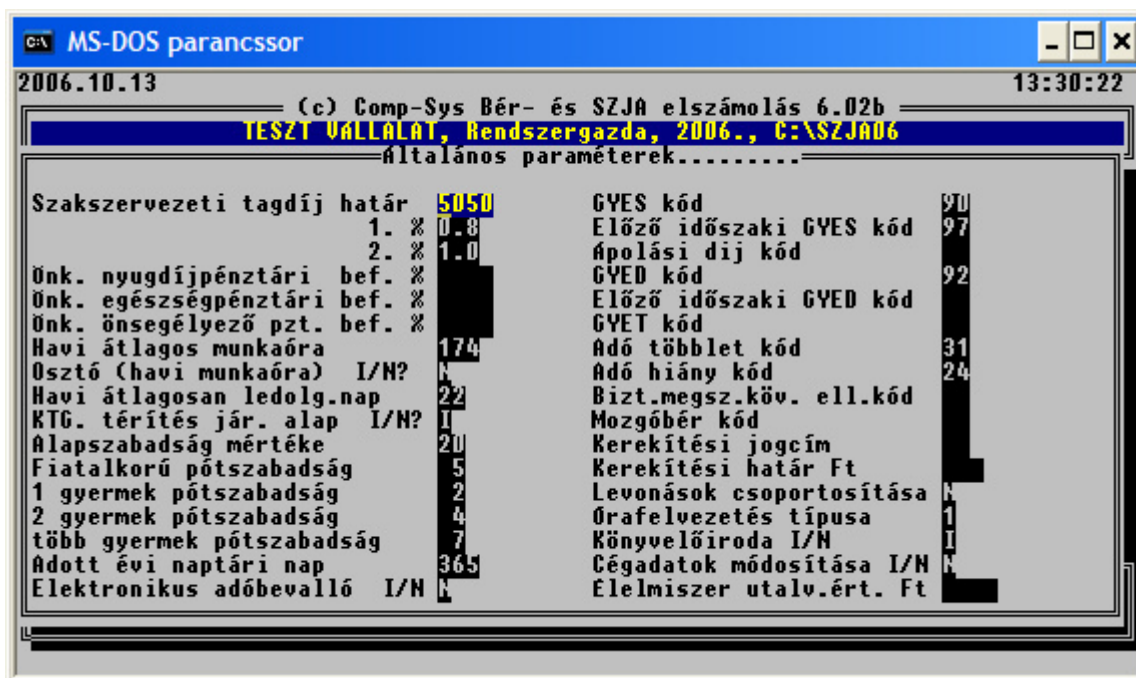 MS-DOS parancssor
2006.10.13 13:30:22
(c) Comp-Sys Bér- és SZJA elszámolás 6.02b
TESZT VÁLLALAT, Rendszergazda, 2006., C:\SZJA06
Általános paraméterek.........
Szakszervezeti tagdíj határ 5050 GYES kód 90
1. % 0.8 Előző időszaki GYES kód 97
2. % 1.0 Ápolási dij kód
Önk. nyugdíjpénztári bef. % GYED kód 92
Önk. egészségpénztári bef. % Előző időszaki GYED kód
Önk. önsegélyező pzt. bef. % GYET kód
Havi átlagos munkaóra 174 Adó többlet kód 31
Osztó (havi munkaóra) I/N? N Adó hiány kód 24
Havi átlagosan ledolg.nap 22 Bizt.megsz.köv. ell.kód
KTG. térítés jár. alap I/N? I Mozgóbér kód
Alapszabadság mértéke 20 Kerekítési jogcím
Fiatalkorú pótszabadság 5 Kerekítési határ Ft
1 gyermek pótszabadság 2 Levonások csoportosítása N
2 gyermek pótszabadság 4 Órafelvezetés típusa 1
több gyermek pótszabadság 7 Könyvelőiroda I/N I
Adott évi naptári nap 365 Cégadatok módosítása I/N N
Elektronikus adóbevalló I/N N Élelmiszer utalv.ért. Ft